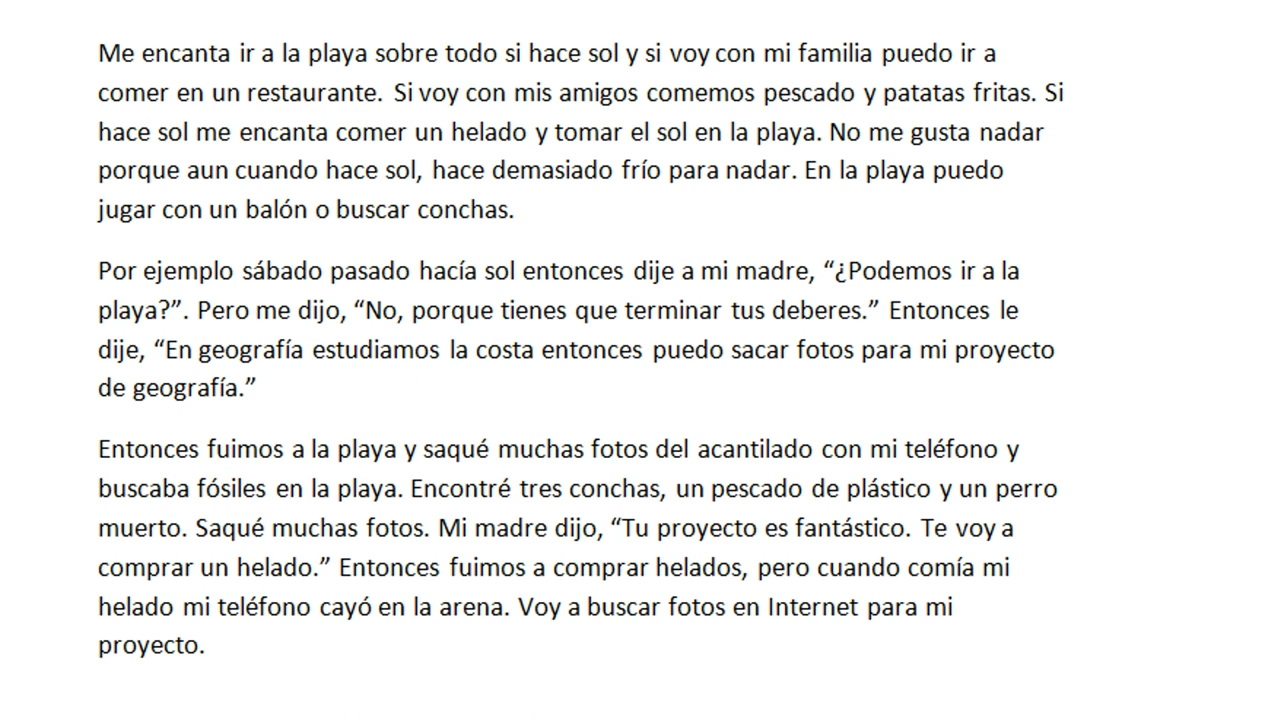 Me encanta ir a la playa sobre todo si hace sol y si voy con mi familia puedo ir a
comer en un restaurante. Si voy con mis amigos comemos pescado y patatas fritas. Si
hace sol me encanta comer un helado y tomar el sol en la playa. No me gusta nadar
porque aun cuando hace sol, hace demasiado frío para nadar. En la playa puedo
jugar con un balón o buscar conchas.
Por ejemplo sábado pasado hacía sol entonces dije a mi madre, “¿Podemos ir a la
playa?”. Pero me dijo, “No, porque tienes que terminar tus deberes.” Entonces le
dije, “En geografía estudiamos la costa entonces puedo sacar fotos para mi proyecto
de geografía.”
Entonces fuimos a la playa y saqué muchas fotos del acantilado con mi teléfono y
buscaba fósiles en la playa. Encontré tres conchas, un pescado de plástico y un perro
muerto. Saqué muchas fotos. Mi madre dijo, “Tu proyecto es fantástico. Te voy a
comprar un helado.” Entonces fuimos a comprar helados, pero cuando comía mi
helado mi teléfono cayó en la arena. Voy a buscar fotos en Internet para mi
proyecto.